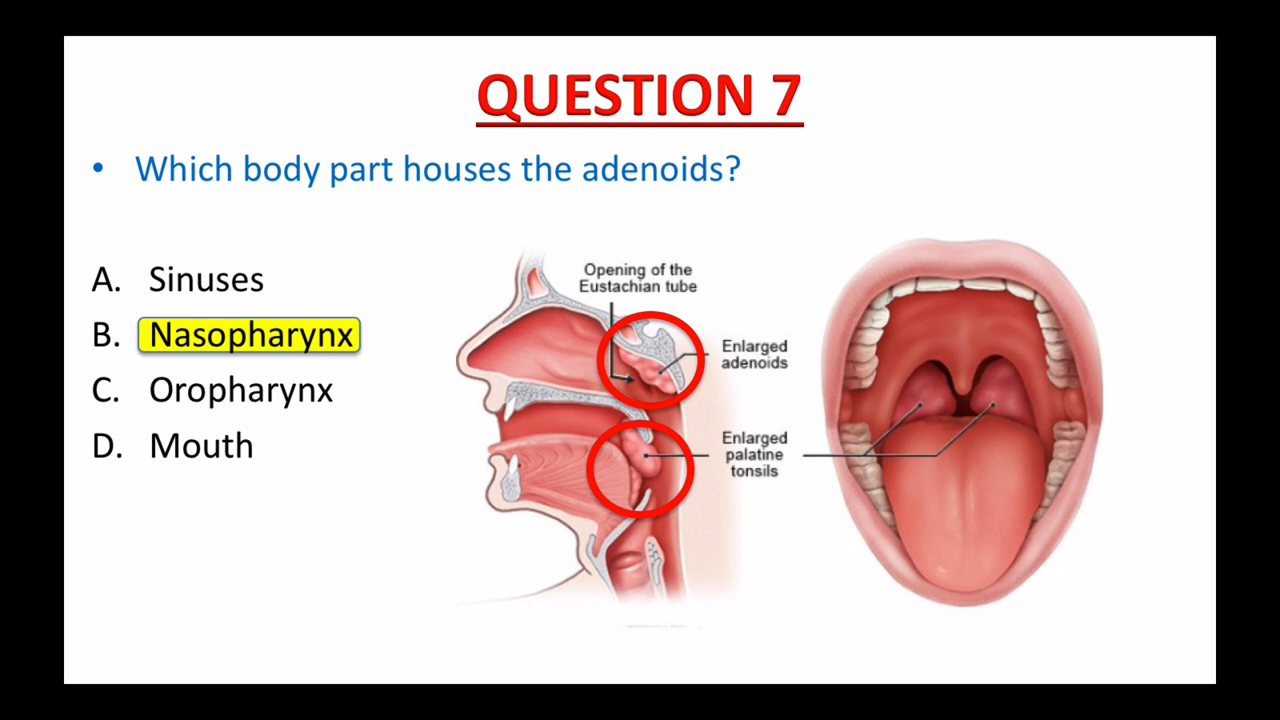 QUESTION 7
• Which body part houses the adenoids?
A. Sinuses
B. Nasopharynx
C. Oropharynx
D. Mouth
Opening of the
Eustachian tube
Enlarged
adenoids
Enlarged
palatine
tonsils